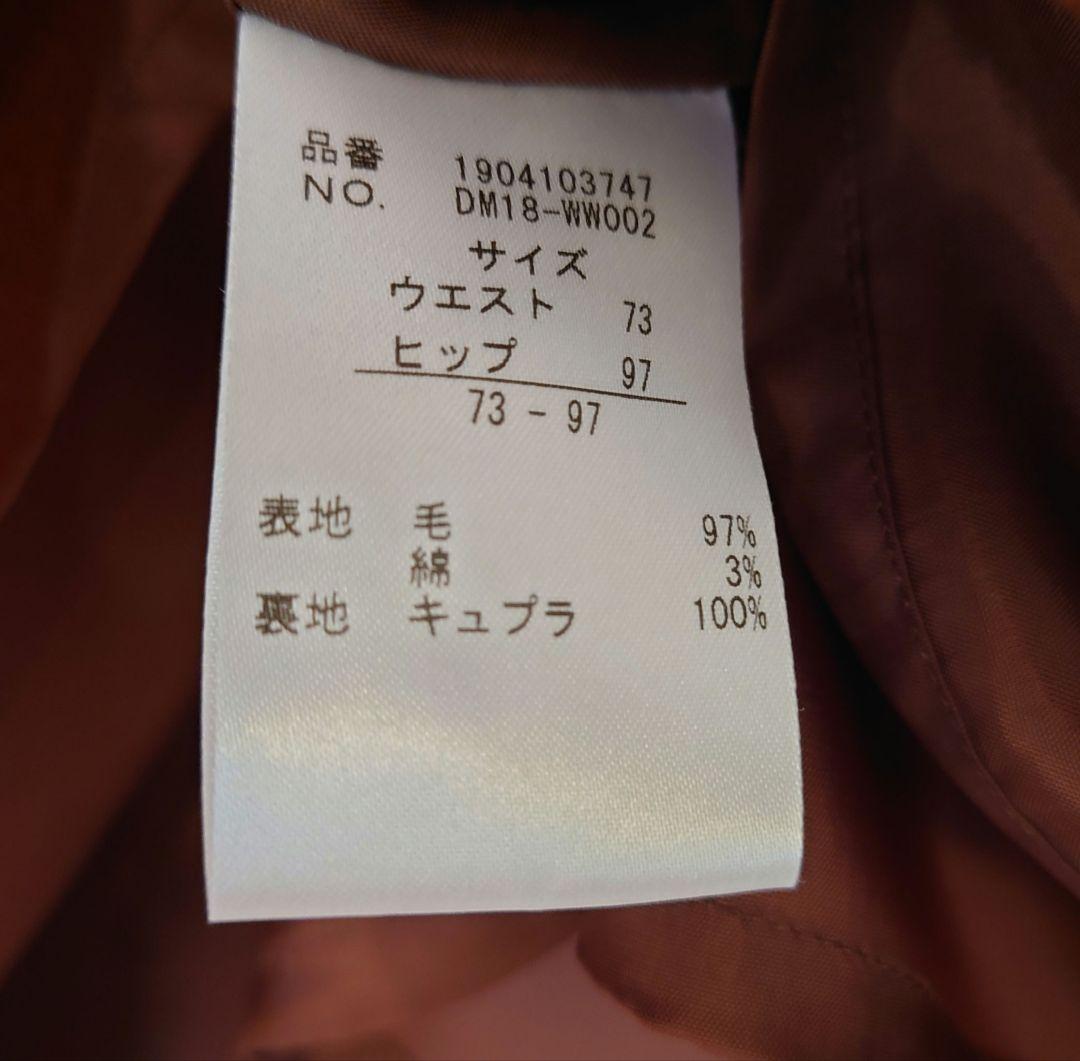 品番 1904103747
NO. DM18-WW002
サイズ
ウエスト 73
ヒップ 97
73 - 97
表地 毛 97%
綿 3%
裏地 キュプラ 100%